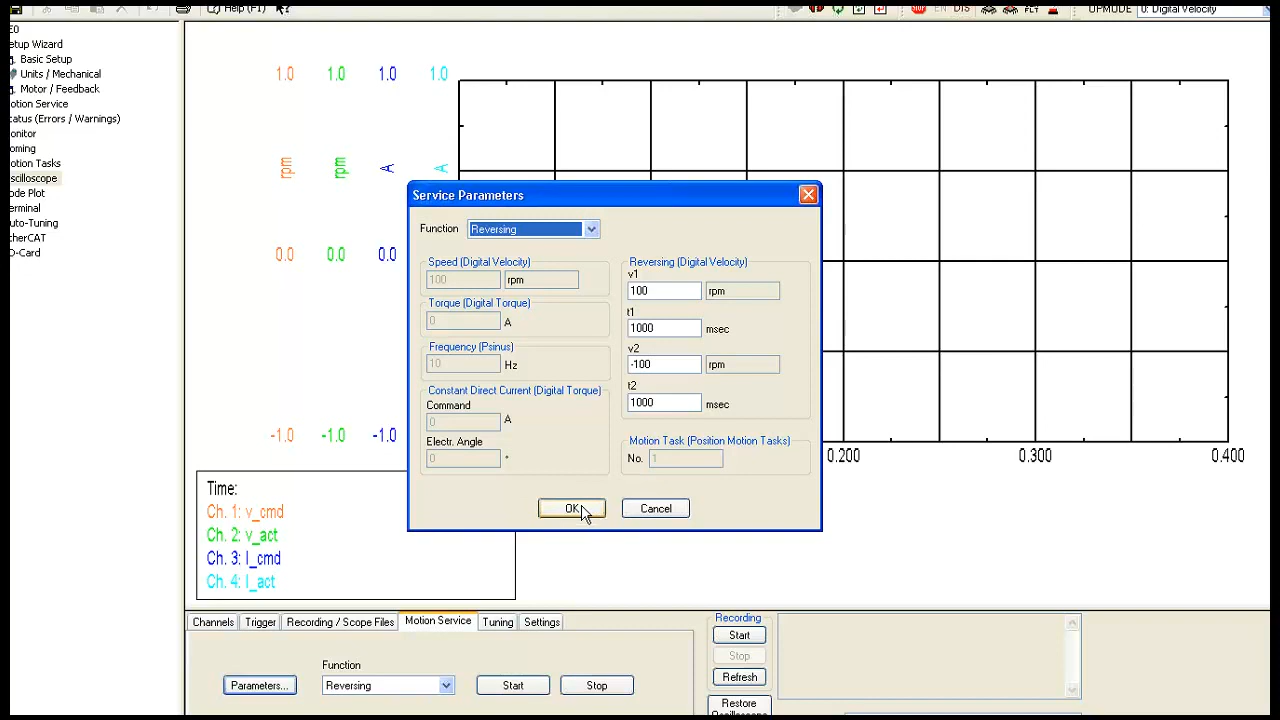 Help (F1)
OPMODE 0: Digital Velocity
E0
etup Wizard
Basic Setup
Units / Mechanical
Motor / Feedback
otion Service
tatus (Errors / Warnings)
onitor
oming
otion Tasks
scilloscope
ode Plot
erminal
uto-Tuning
therCAT
D-Card
1.0 1.0 1.0 1.0
rpm rpm A A
0.0 0.0 0.0
-1.0 -1.0 -1.0
0.200 0.300 0.400
Service Parameters
Function Reversing
Speed (Digital Velocity)
100 rpm
Torque (Digital Torque)
0 A
Frequency (Psinus)
10 Hz
Constant Direct Current (Digital Torque)
Command
0 A
Electr. Angle
0 °
Reversing (Digital Velocity)
v1
100 rpm
t1
1000 msec
v2
-100 rpm
t2
1000 msec
Motion Task (Position Motion Tasks)
No. 1
OK Cancel
Time:
Ch. 1: v_cmd
Ch. 2: v_act
Ch. 3: I_cmd
Ch. 4: I_act
Channels Trigger Recording / Scope Files Motion Service Tuning Settings
Function
Parameters... Reversing Start Stop
Recording
Start
Stop
Refresh
Restore